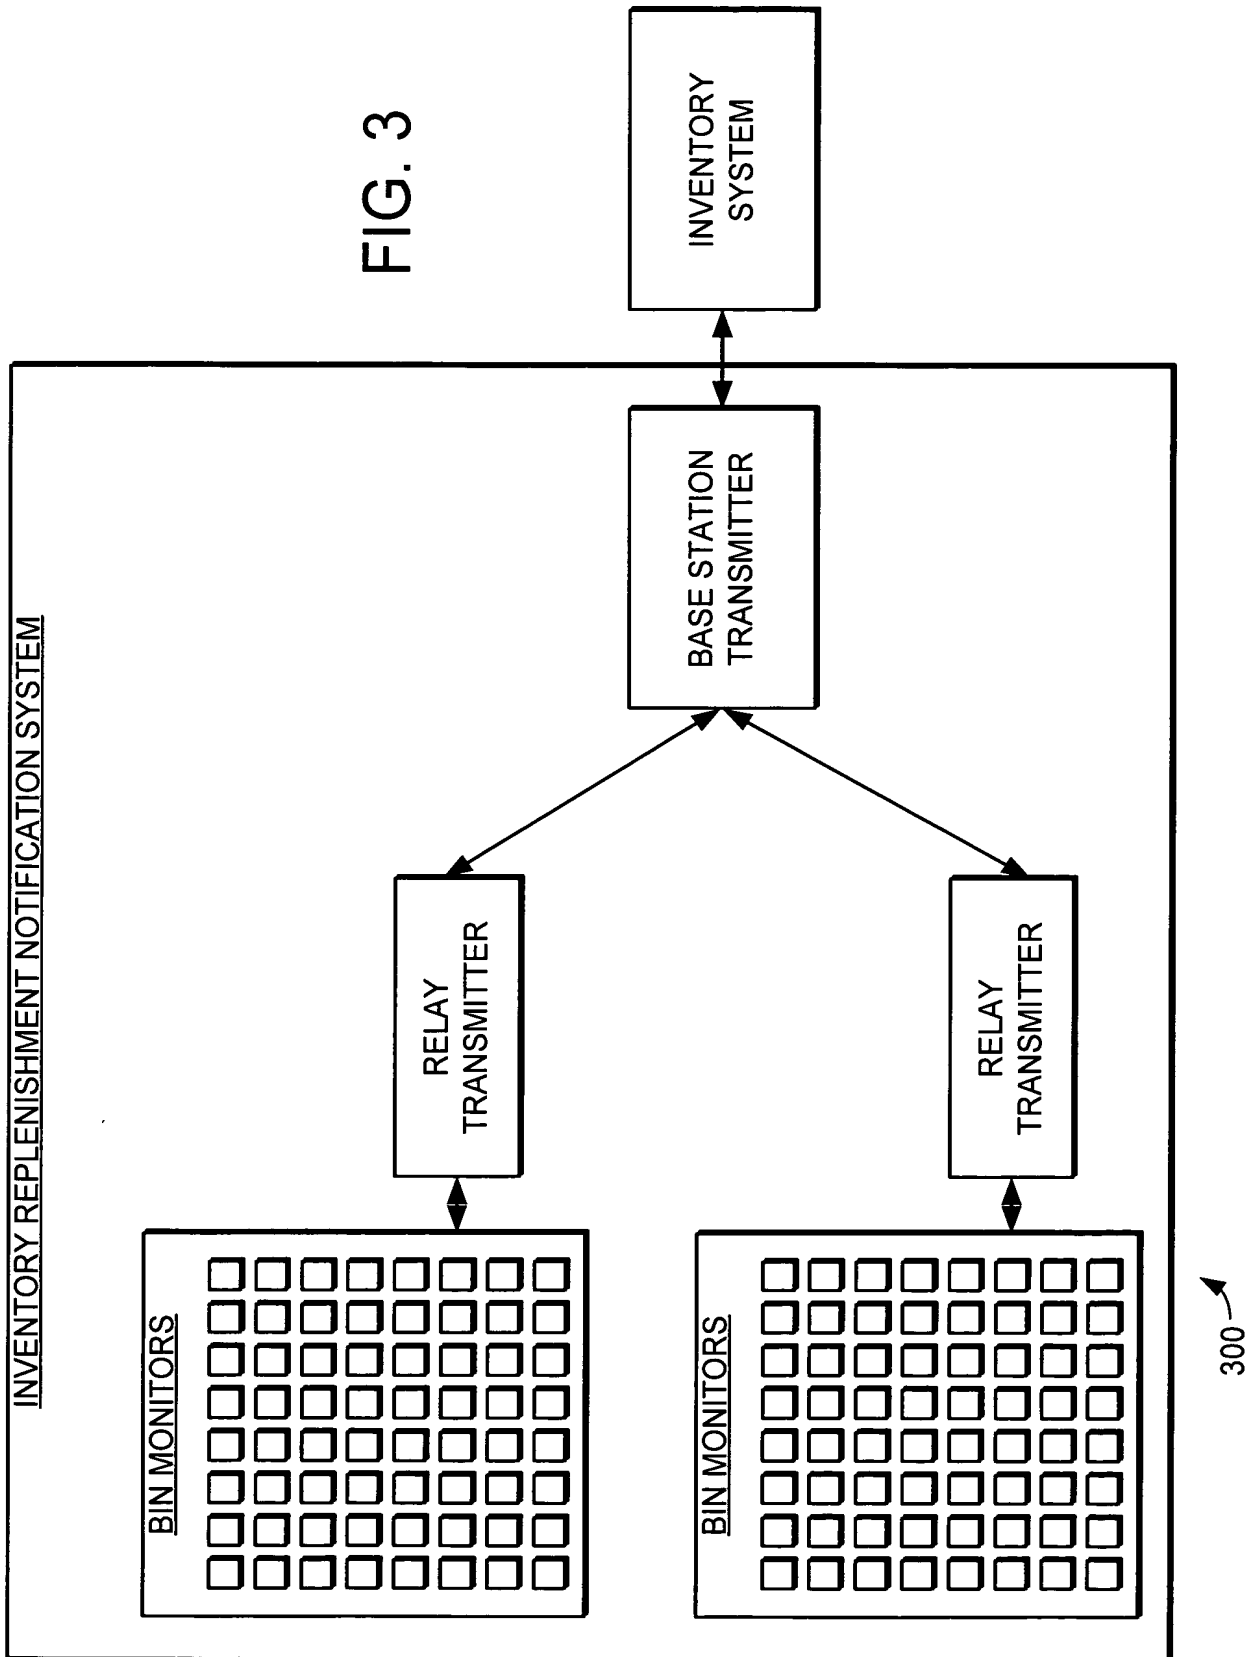 INVENTORY REPLENISHMENT NOTIFICATION SYSTEM
BIN MONITORS
RELAY
TRANSMITTER
BIN MONITORS
RELAY
TRANSMITTER
BASE STATION
TRANSMITTER
INVENTORY
SYSTEM
300
FIG. 3